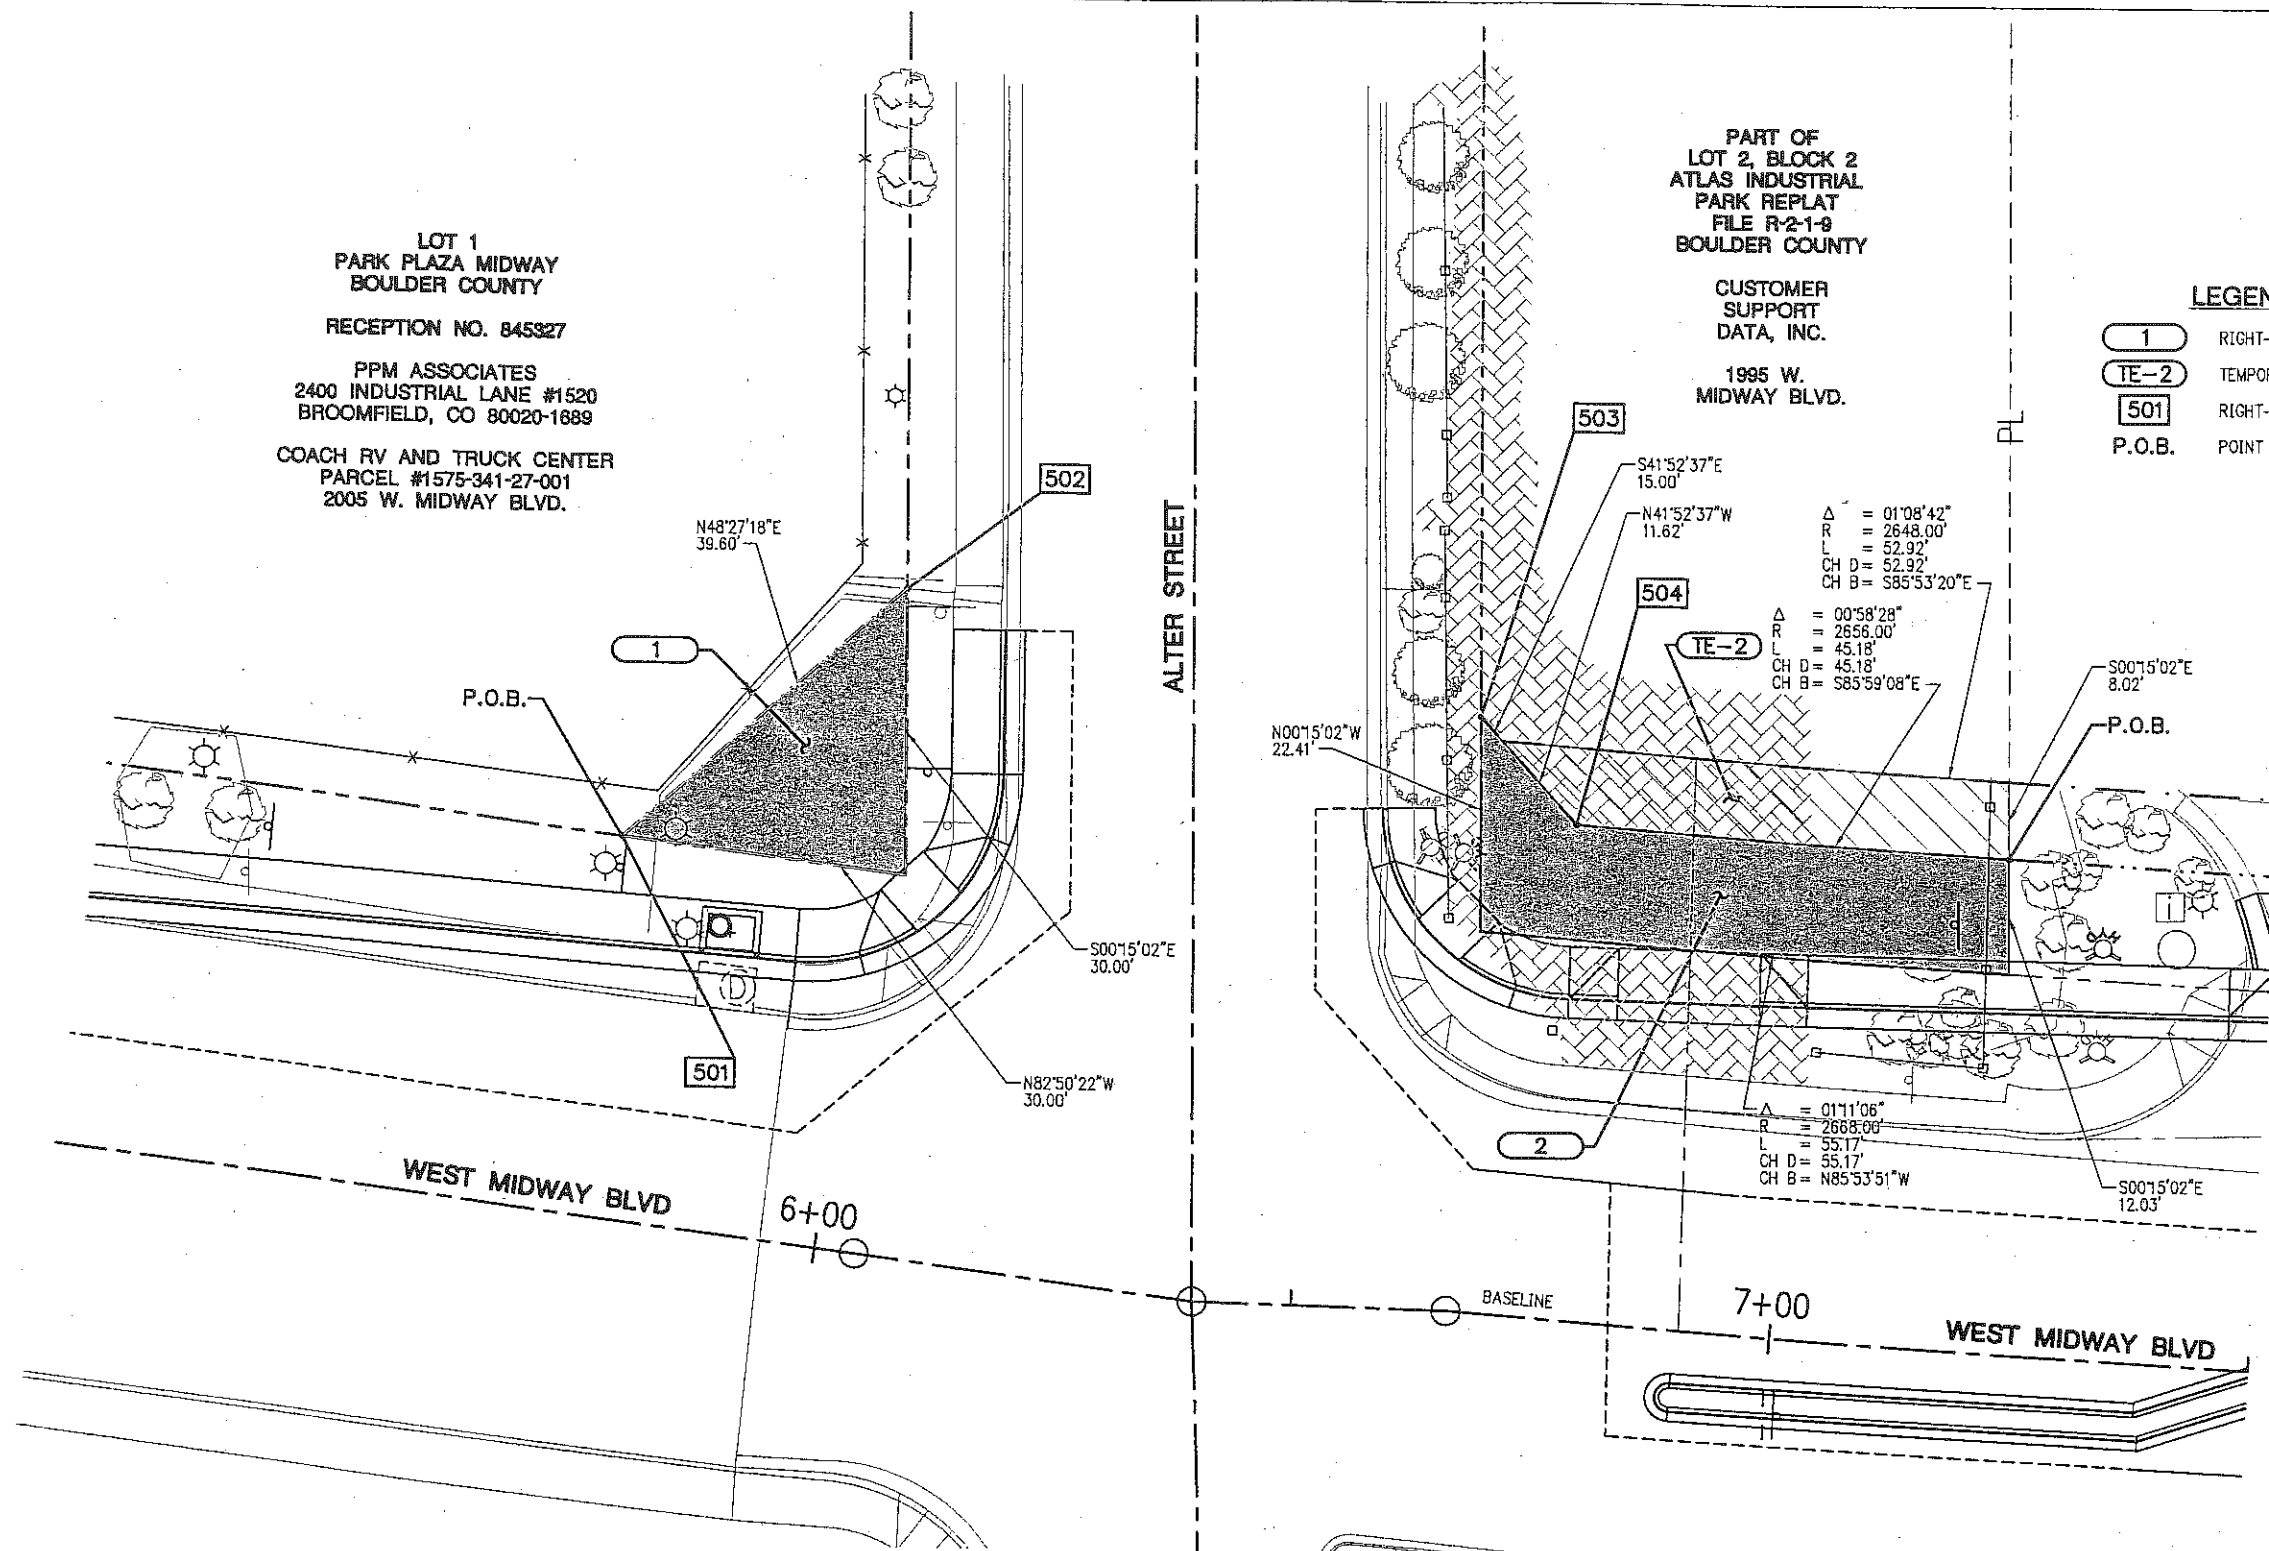 LOT 1
PARK PLAZA MIDWAY
BOULDER COUNTY
RECEPTION NO. 845327
PPM ASSOCIATES
2400 INDUSTRIAL LANE #1520
BROOMFIELD, CO 80020-1689
COACH RV AND TRUCK CENTER
PARCEL #1575-341-27-001
2005 W. MIDWAY BLVD.
N48°27'18"E
39.60'
502
1
P.O.B.
501
D
S00°15'02"E
30.00'
N82°50'22"W
30.00'
ALTER STREET
PART OF
LOT 2, BLOCK 2
ATLAS INDUSTRIAL
PARK REPLAT
FILE R-2-1-9
BOULDER COUNTY
CUSTOMER
SUPPORT
DATA, INC.
1995 W.
MIDWAY BLVD.
503
S41°52'37"E
15.00'
N41°52'37"W
11.62'
504
TE-2
Δ = 01°08'42"
R = 2648.00'
L = 52.92'
CH D= 52.92'
CH B= S85°53'20"E
Δ = 00°58'28"
R = 2656.00'
L = 45.18'
CH D= 45.18'
CH B= S85°59'08"E
PL
LEGEN
1 RIGHT-
TE-2 TEMPO
501 RIGHT-
P.O.B. POINT
S00°15'02"E
8.02'
P.O.B.
N00°15'02"W
22.41'
i
2
Δ = 01°11'06"
R = 2668.00'
L = 55.17'
CH D= 55.17'
CH B= N85°53'51"W
S00°15'02"E
12.03'
WEST MIDWAY BLVD
6+00
BASELINE
7+00
WEST MIDWAY BLVD